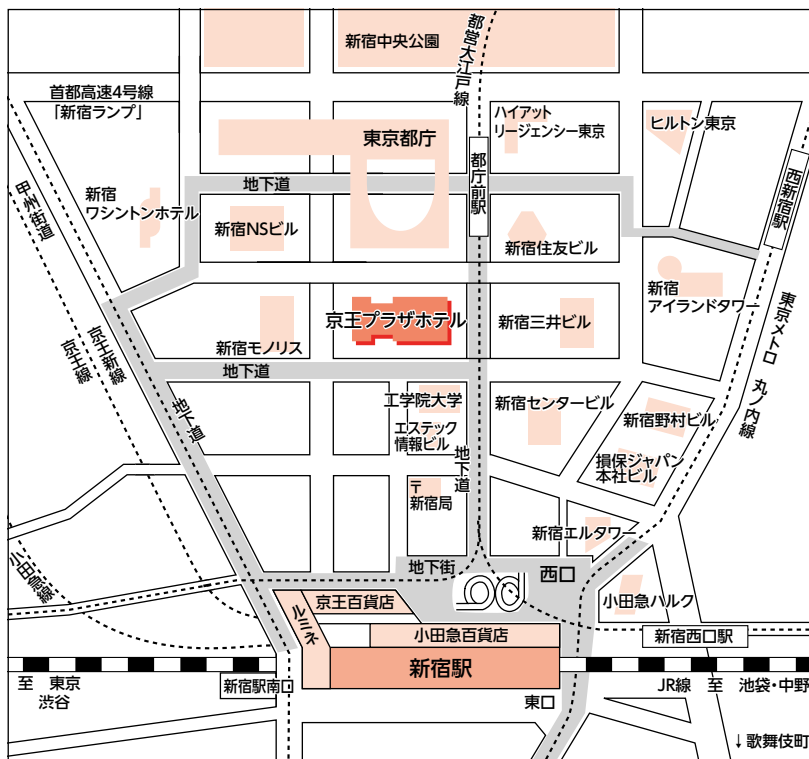 新宿中央公園
都営大江戸線
首都高速4号線
「新宿ランプ」
ハイアット
リージェンシー東京
ヒルトン東京
東京都庁
都庁前駅
西新宿駅
地下道
甲州街道
新宿
ワシントンホテル
新宿NSビル
新宿住友ビル
新宿
アイランドタワー
東京メトロ 丸ノ内線
京王プラザホテル
新宿三井ビル
新宿モノリス
京王新線
京王線
地下道
地下道
工学院大学
エステック
情報ビル
地下道
新宿センタービル
新宿野村ビル
損保ジャパン
本社ビル
〒
新宿局
新宿エルタワー
小田急線
地下街
西口
小田急ハルク
京王百貨店
ルミネ
小田急百貨店
新宿西口駅
新宿駅
至 東京
渋谷
新宿駅南口
東口
JR線 至 池袋・中野
↓歌舞伎町